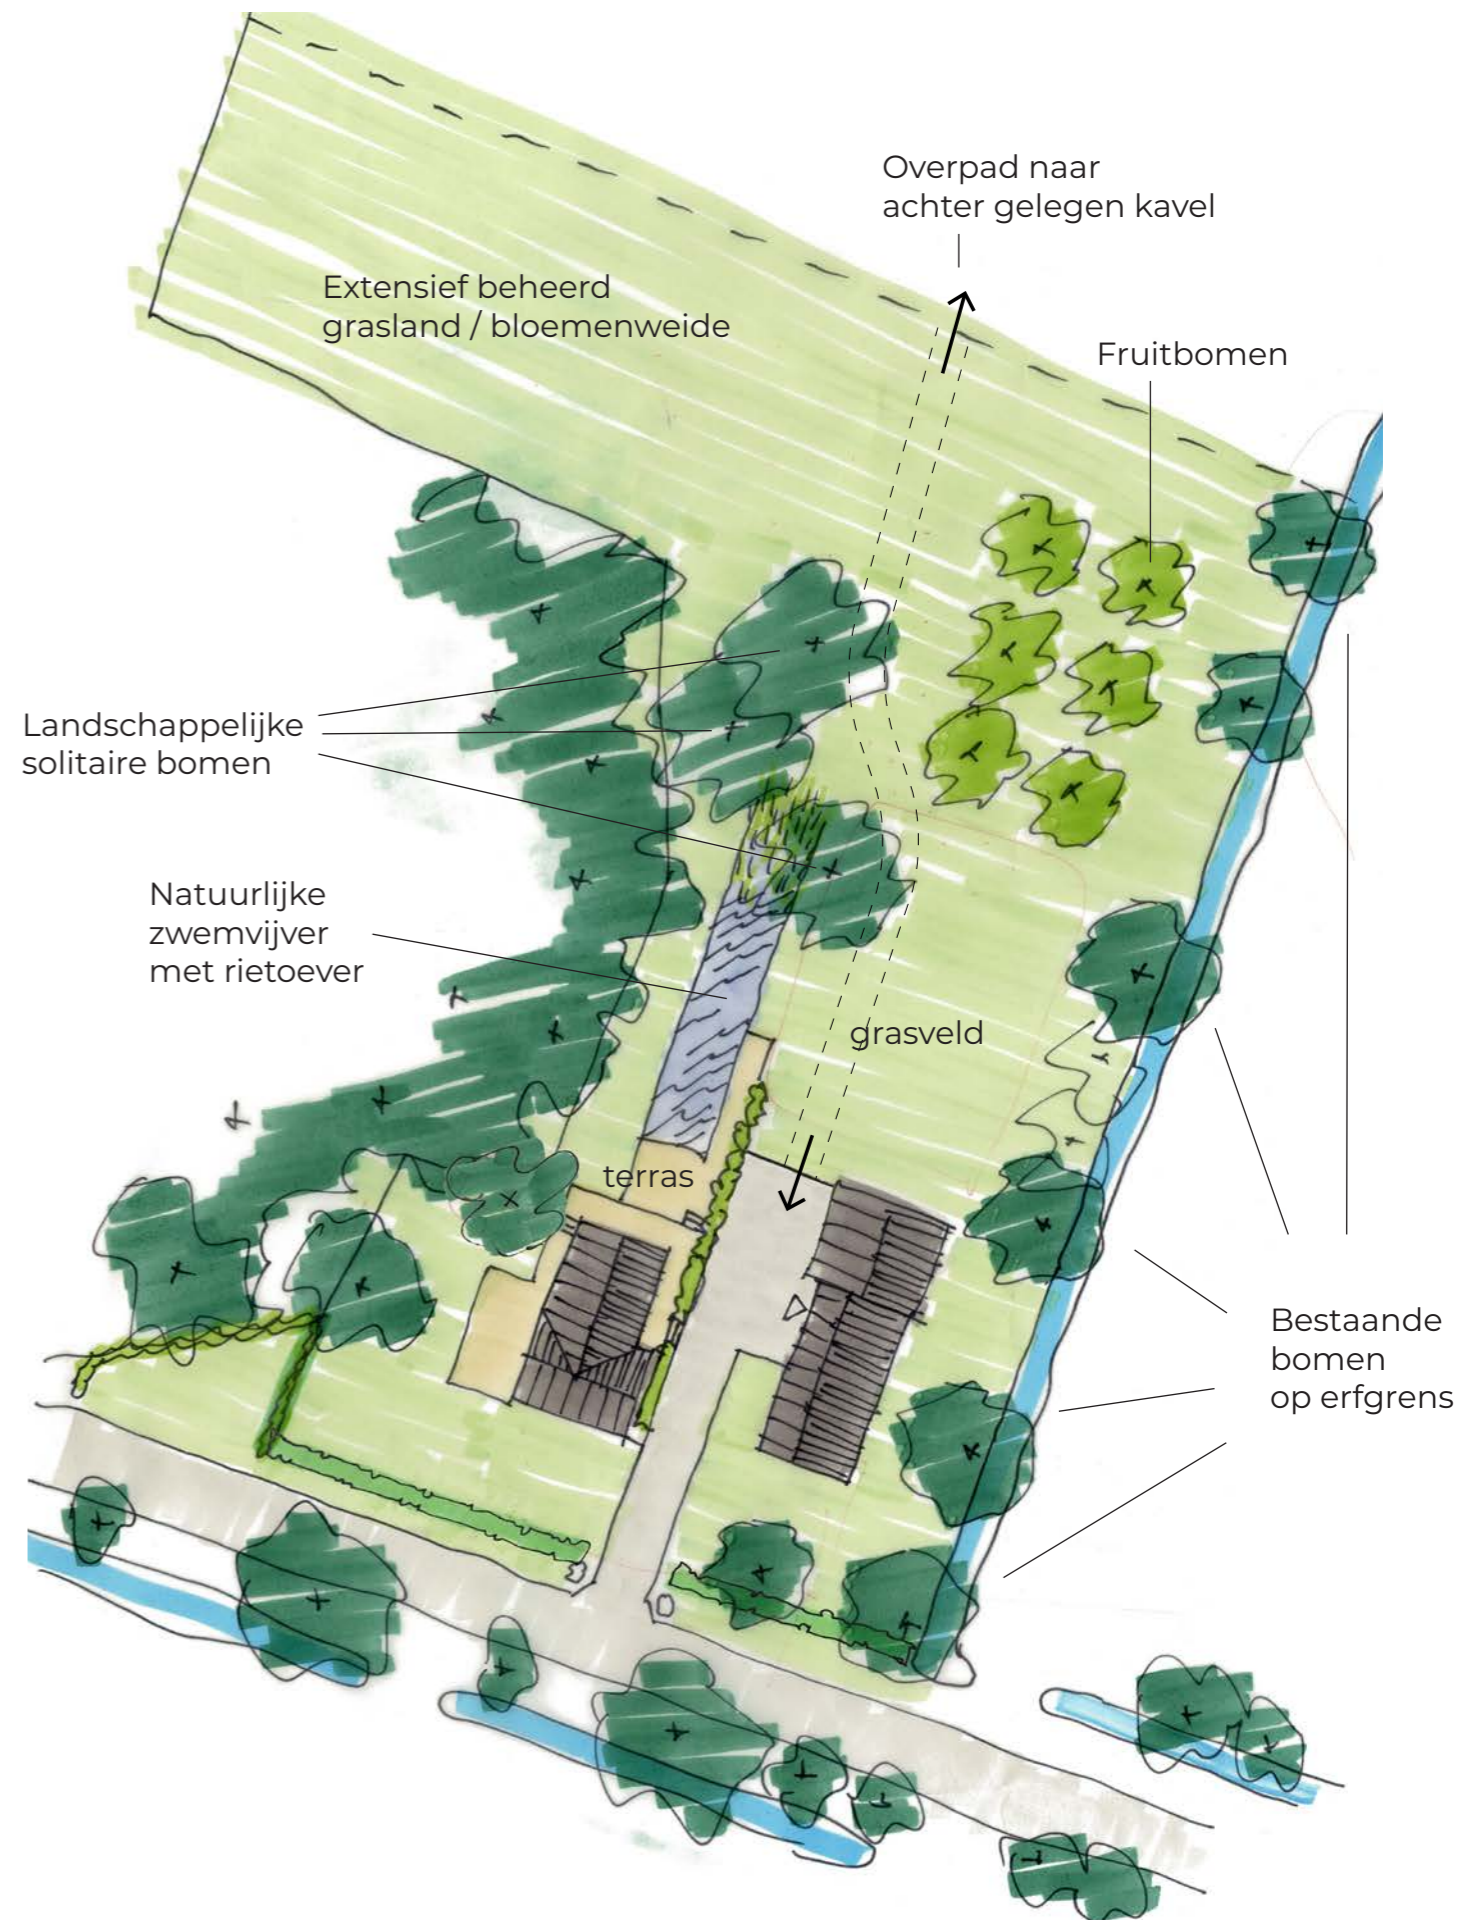 Overpad naar
achter gelegen kavel
Extensief beheerd
grasland / bloemenweide
Fruitbomen
Landschappelijke
solitaire bomen
Natuurlijke
zwemvijver
met rietoever
grasveld
terras
Bestaande
bomen
op erfgrens